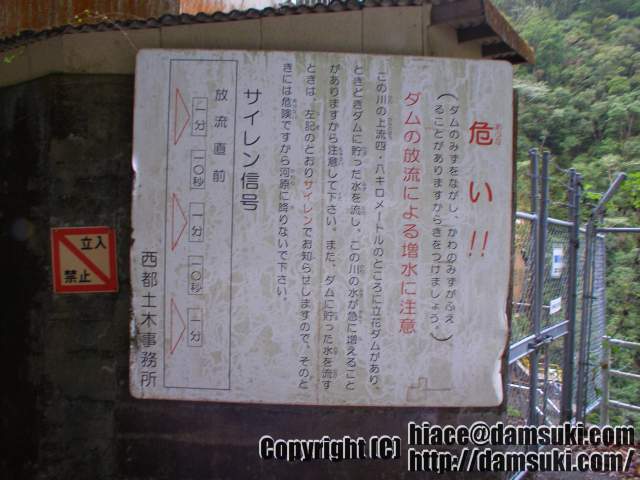 危い!!
あぶな
(ダムのみずをながし、かわのみずがふえ
ることがありますからきをつけましょう。)
ダムの放流による増水に注意
この川の上流四・八キロメートルのところに立花ダムがあり、
ときどきダムに貯った水を流し、この川の水が急に増えること
がありますから注意して下さい。また、ダムに貯った水を流す
ときは、左記のとおりサイレンでお知らせしますので、そのと
きには危険ですから河原に降りないで下さい。
サイレン信号
放流直前
一分
一〇秒
一分
一〇秒
一分
西都土木事務所
立入
禁止
Copyright (C) hiace@damsuki.com
http://damsuki.com/